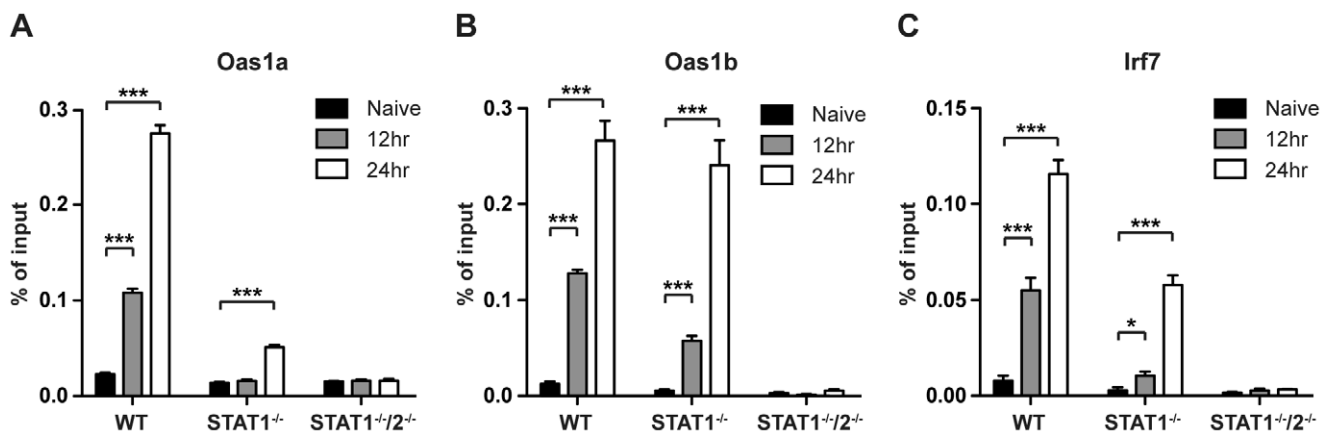 A
Oas1a
Naive
12hr
24hr
% of input
0.3
0.2
0.1
0.0
***
***
***
WT
STAT1-/-
STAT1-/-/2-/-
B
Oas1b
Naive
12hr
24hr
% of input
0.3
0.2
0.1
0.0
***
***
***
***
WT
STAT1-/-
STAT1-/-/2-/-
C
Irf7
Naive
12hr
24hr
% of input
0.15
0.10
0.05
0.00
***
***
***
*
WT
STAT1-/-
STAT1-/-/2-/-